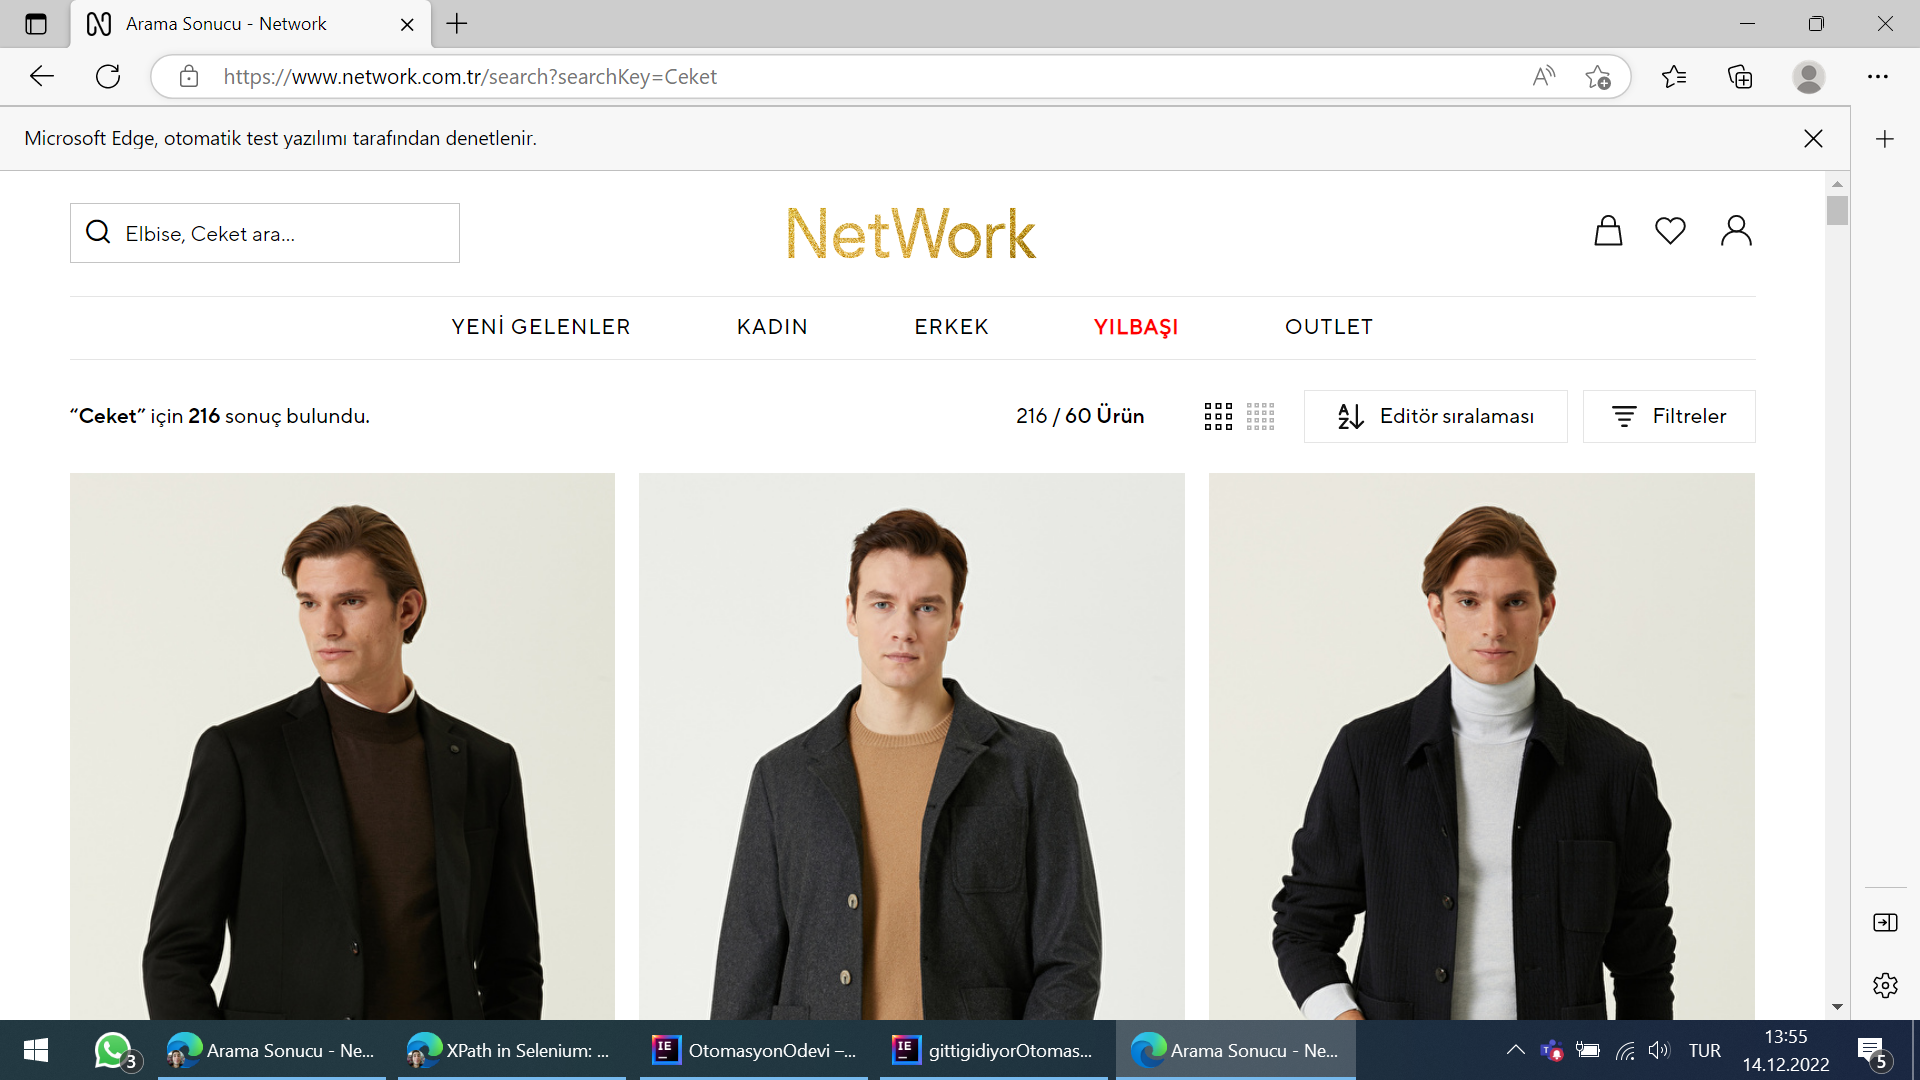 Arama Sonucu - Network
https://www.network.com.tr/search?searchKey=Ceket
Microsoft Edge, otomatik test yazılımı tarafından denetlenir.
Elbise, Ceket ara...
NetWork
YENİ GELENLER KADIN ERKEK YILBAŞI OUTLET
“Ceket” için 216 sonuç bulundu.
216 / 60 Ürün
Editör sıralaması
Filtreler
3
Arama Sonucu - Ne...
XPath in Selenium: ...
OtomasyonOdevi –...
gittigidiyorOtomas...
Arama Sonucu - Ne...
TUR
13:55
14.12.2022
5